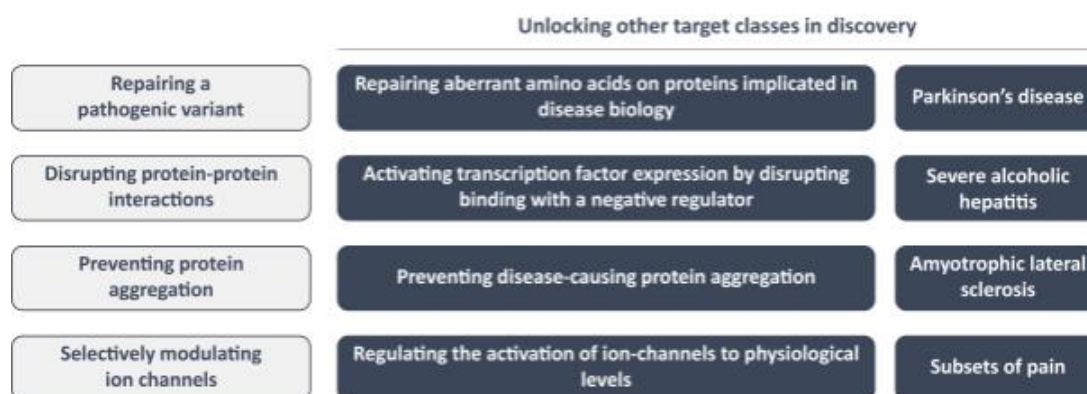 Unlocking other target classes in discovery
Repairing a
pathogenic variant
Repairing aberrant amino acids on proteins implicated in
disease biology
Parkinson's disease
Disrupting protein-protein
interactions
Activating transcription factor expression by disrupting
binding with a negative regulator
Severe alcoholic
hepatitis
Preventing protein
aggregation
Preventing disease-causing protein aggregation
Amyotrophic lateral
sclerosis
Selectively modulating
ion channels
Regulating the activation of ion-channels to physiological
levels
Subsets of pain